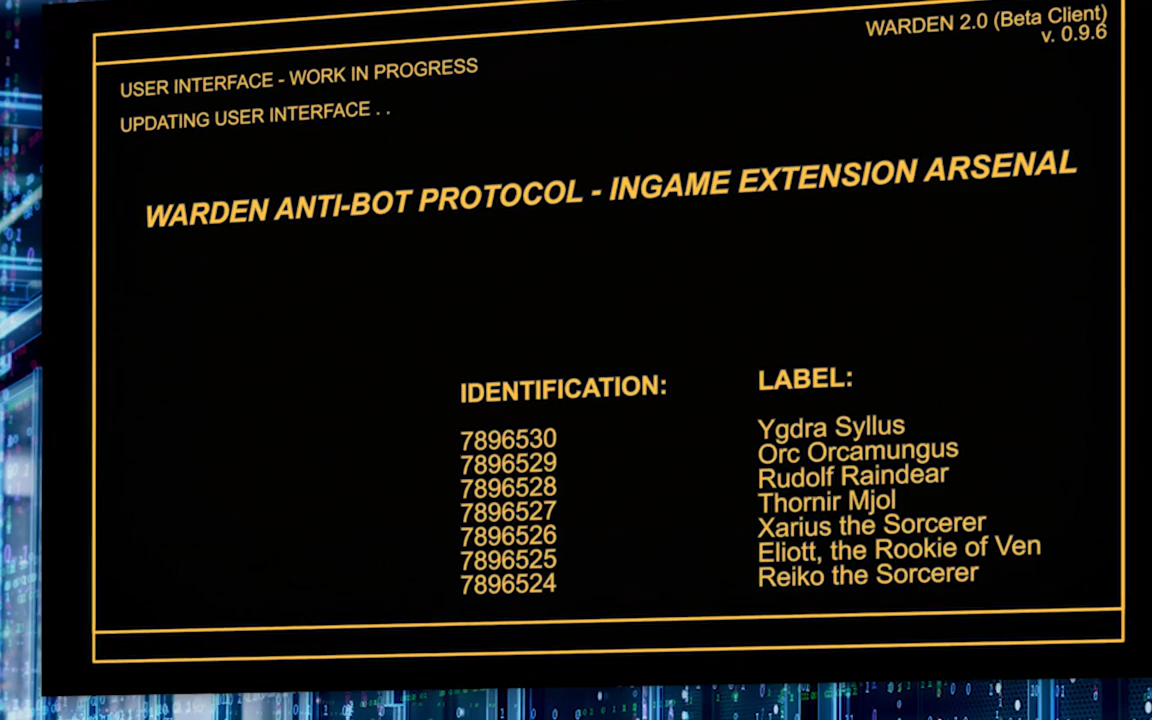 WARDEN 2.0 (Beta Client)
v. 0.9.6
USER INTERFACE - WORK IN PROGRESS
UPDATING USER INTERFACE . .
WARDEN ANTI-BOT PROTOCOL - INGAME EXTENSION ARSENAL
IDENTIFICATION: LABEL:
7896530 Ygdra Syllus
7896529 Orc Orcamungus
7896528 Rudolf Raindear
7896527 Thornir Mjol
7896526 Xarius the Sorcerer
7896525 Eliott, the Rookie of Ven
7896524 Reiko the Sorcerer